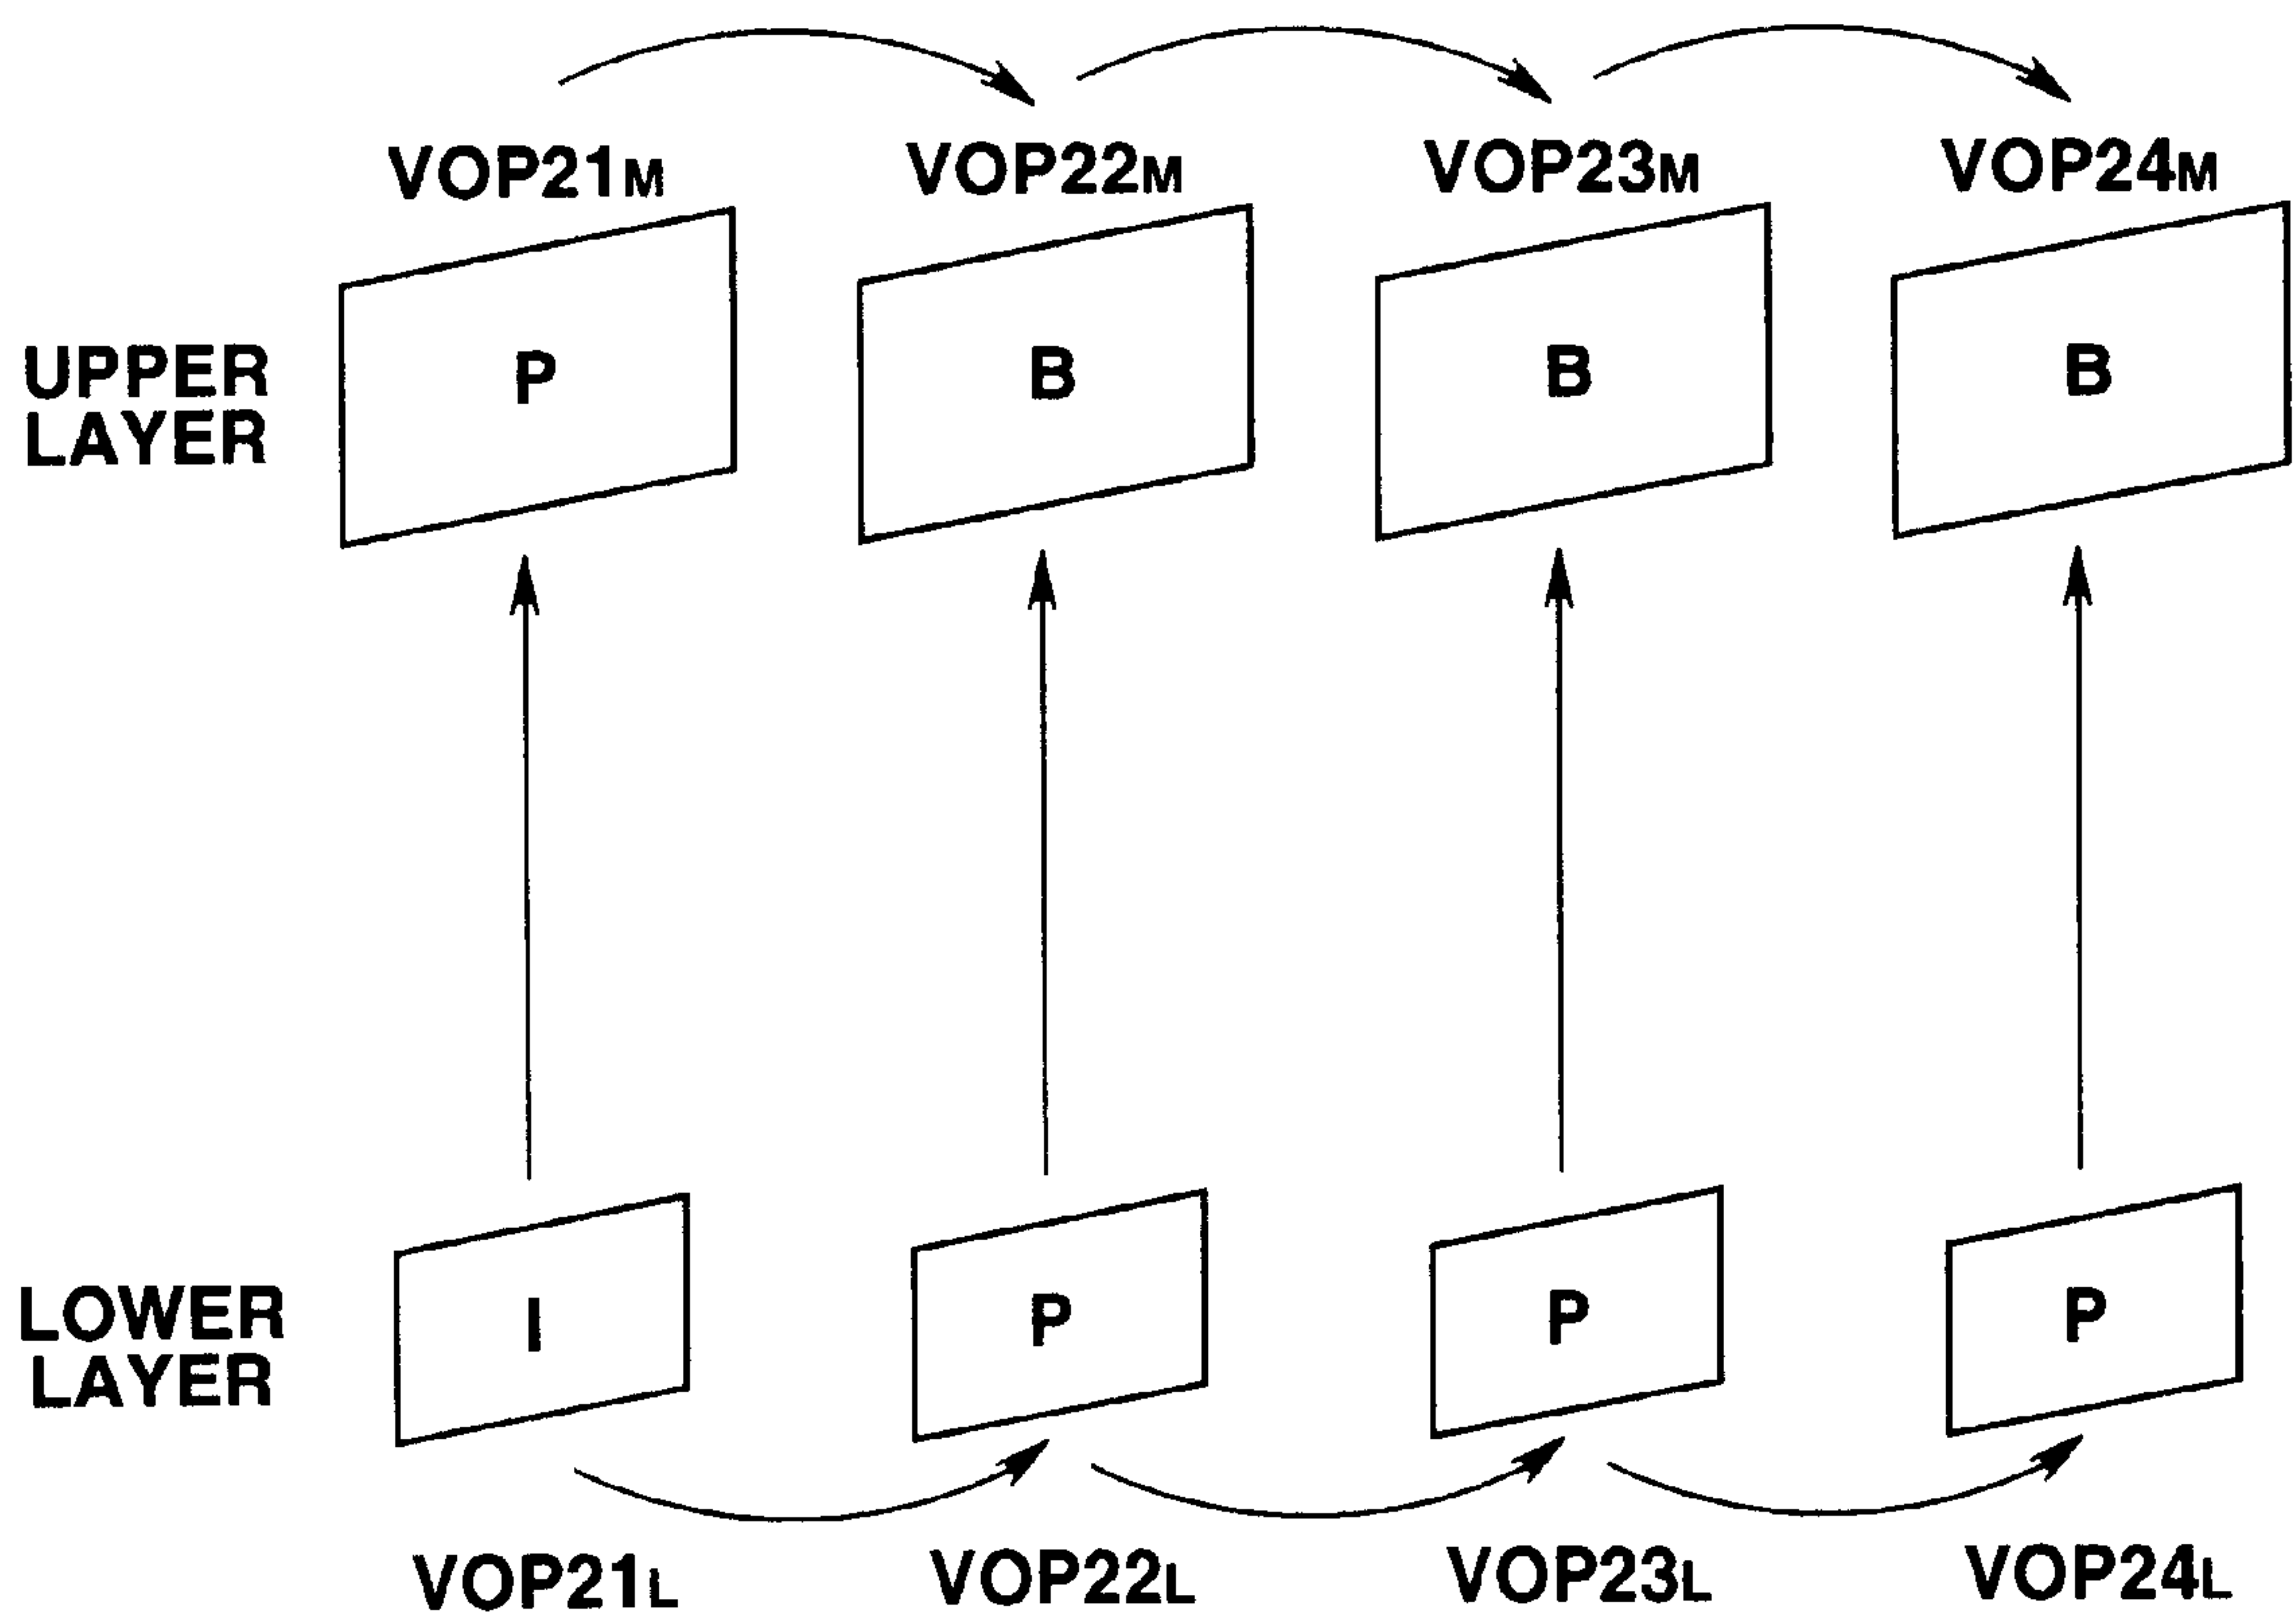 VOP21M VOP22M VOP23M VOP24M
UPPER
LAYER
P B B B
LOWER
LAYER
I P P P
VOP21L VOP22L VOP23L VOP24L